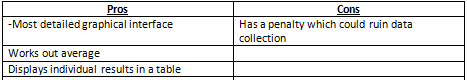 Pros Cons
-Most detailed graphical interface Has a penalty which could ruin data
collection
Works out average
Displays individual results in a table